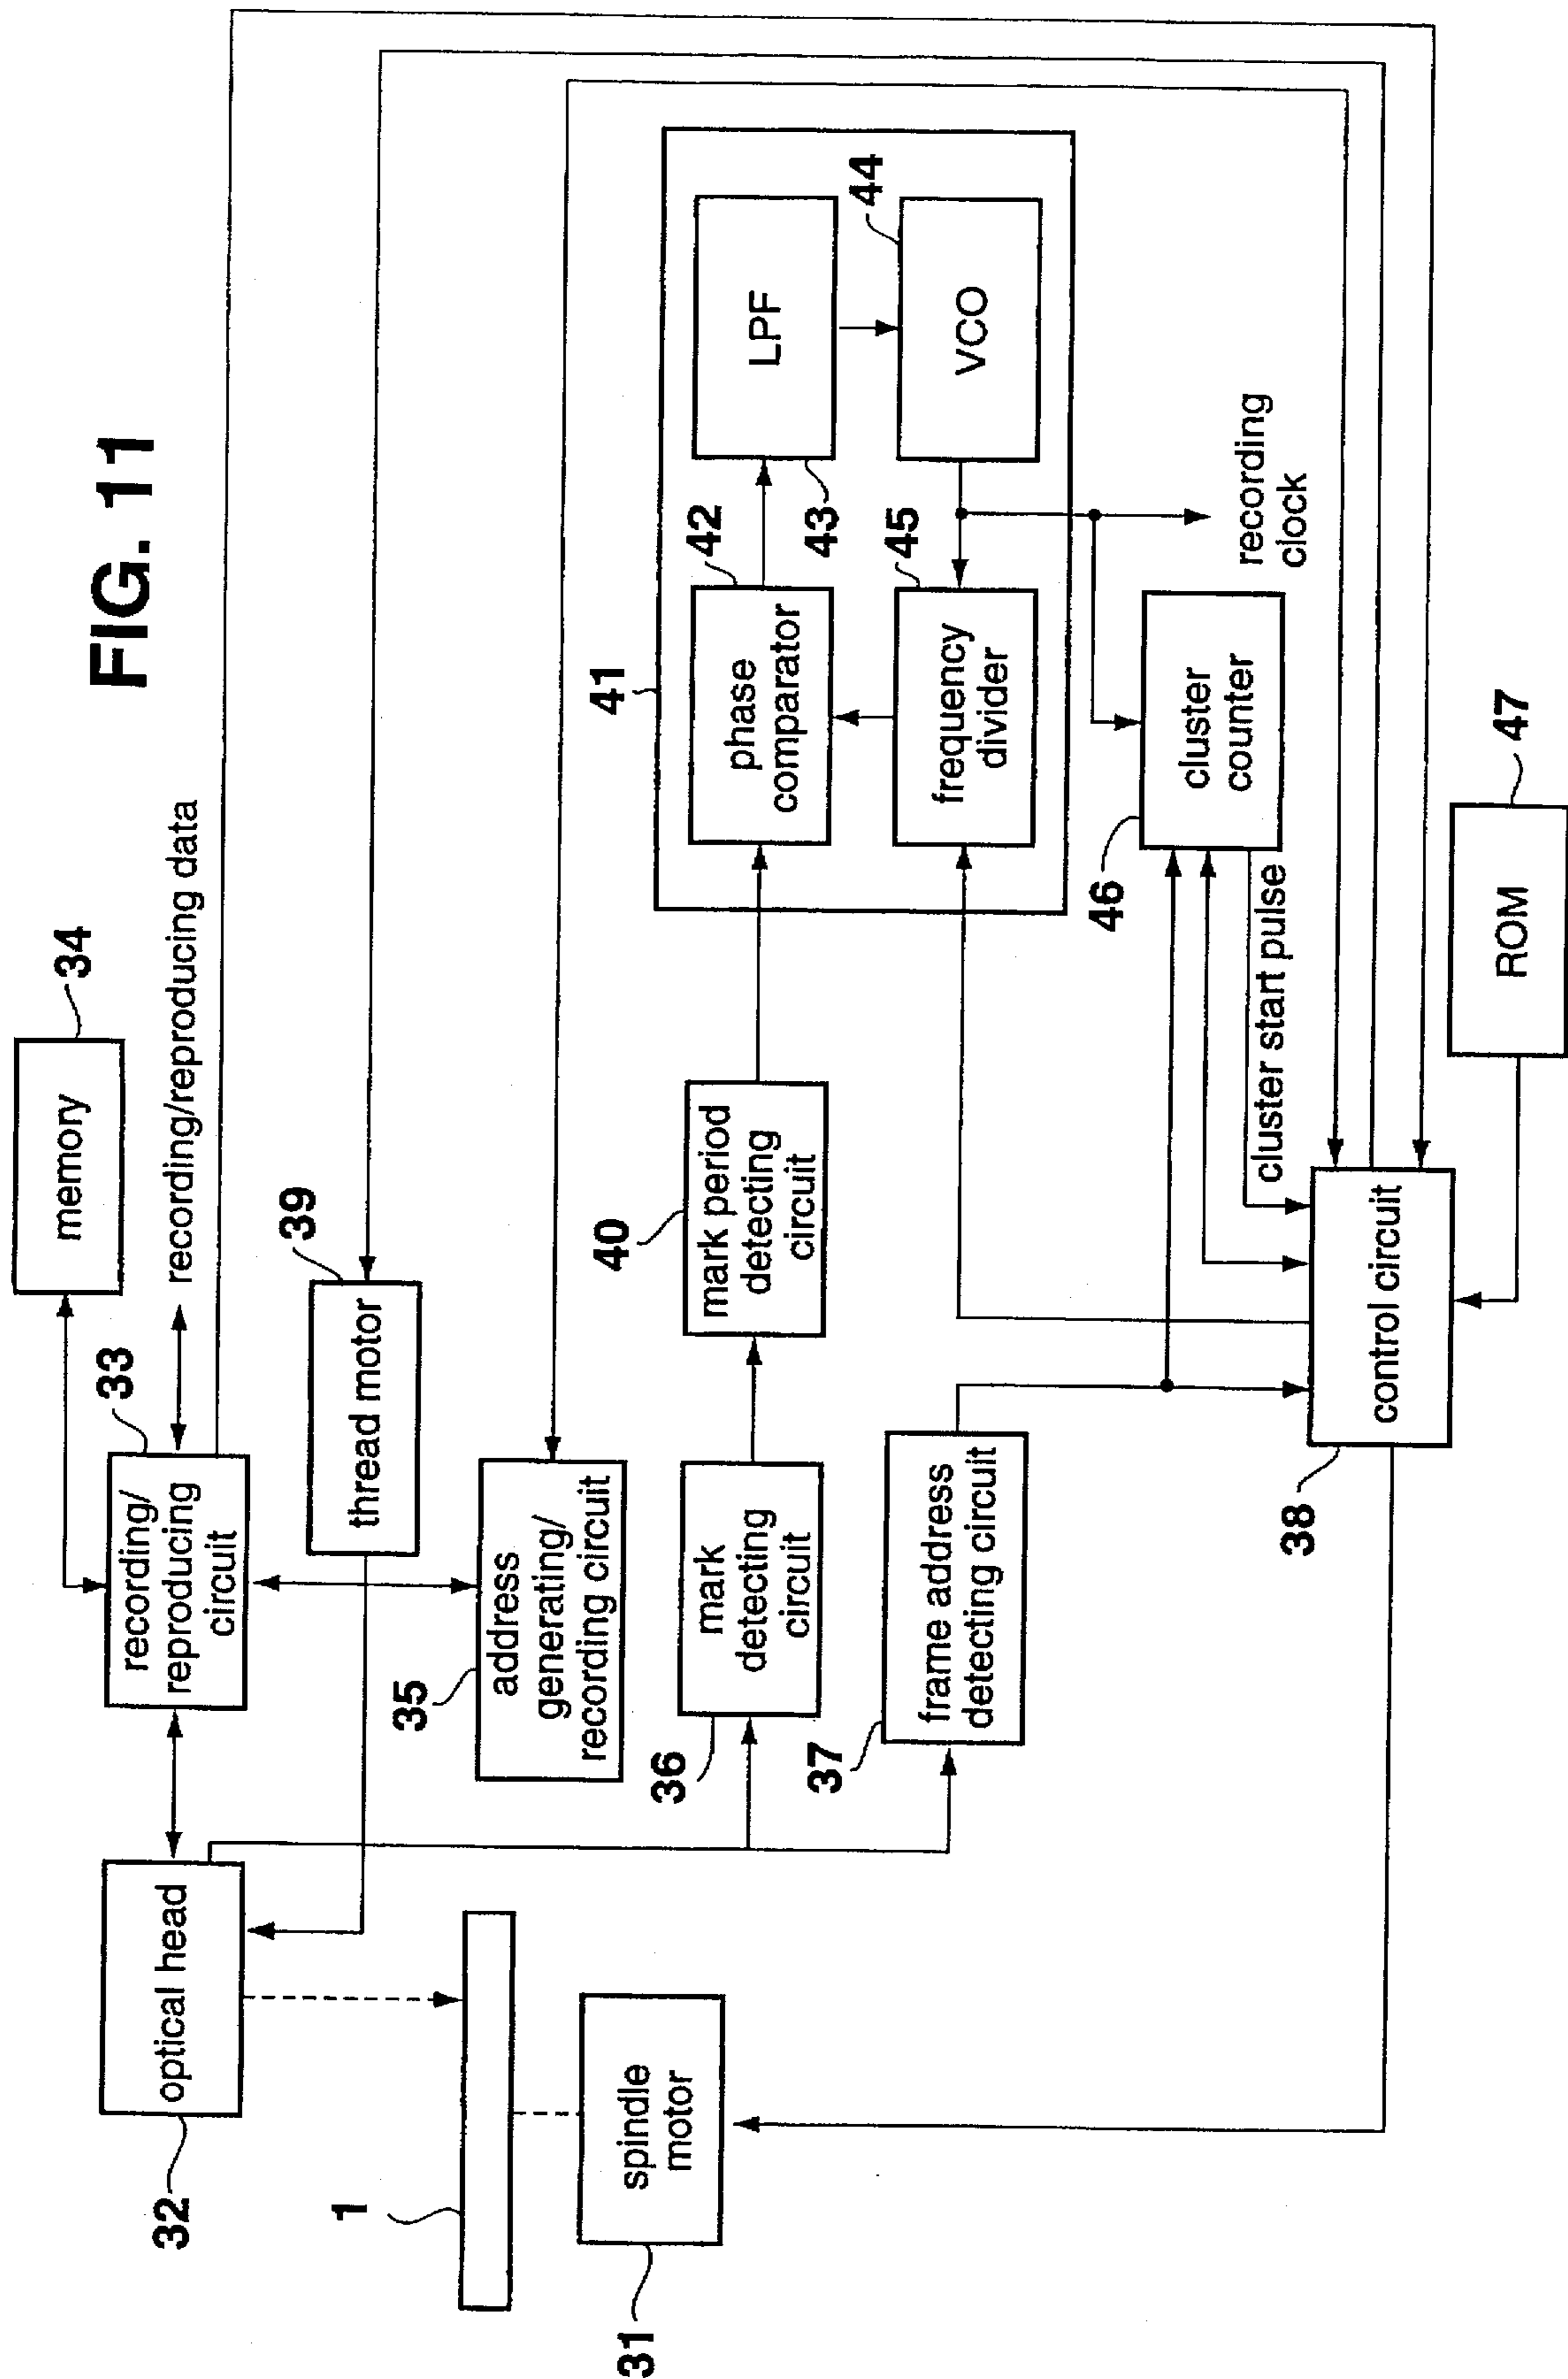 FIG. 11
34
memory
recording/reproducing data
33
recording/
reproducing
circuit
32
optical head
39
thread motor
1
31
spindle
motor
35
address
generating/
recording circuit
36
mark
detecting
circuit
40
mark period
detecting
circuit
37
frame address
detecting circuit
41
42
phase
comparator
LPF
43
44
VCO
45
frequency
divider
recording
clock
46
cluster
counter
cluster start pulse
38
control circuit
47
ROM